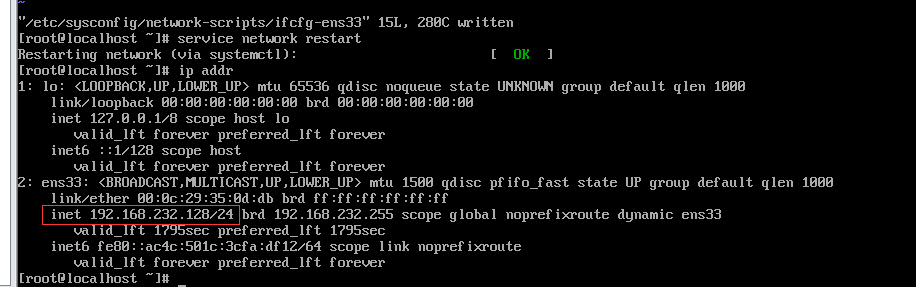 ~
"/etc/sysconfig/network-scripts/ifcfg-ens33" 15L, 280C written
[root@localhost ~]# service network restart
Restarting network (via systemctl): [ OK ]
[root@localhost ~]# ip addr
1: lo: <LOOPBACK,UP,LOWER_UP> mtu 65536 qdisc noqueue state UNKNOWN group default qlen 1000
link/loopback 00:00:00:00:00:00 brd 00:00:00:00:00:00
inet 127.0.0.1/8 scope host lo
valid_lft forever preferred_lft forever
inet6 ::1/128 scope host
valid_lft forever preferred_lft forever
2: ens33: <BROADCAST,MULTICAST,UP,LOWER_UP> mtu 1500 qdisc pfifo_fast state UP group default qlen 1000
link/ether 00:0c:29:35:0d:db brd ff:ff:ff:ff:ff:ff
inet 192.168.232.128/24 brd 192.168.232.255 scope global noprefixroute dynamic ens33
valid_lft 1795sec preferred_lft 1795sec
inet6 fe80::ac4c:501c:3cfa:df12/64 scope link noprefixroute
valid_lft forever preferred_lft forever
[root@localhost ~]# _